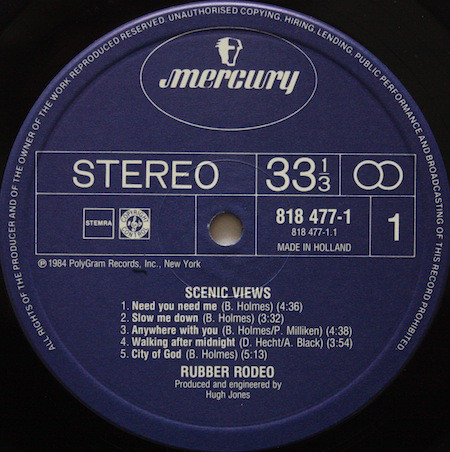 ALL RIGHTS OF THE PRODUCER AND OF THE OWNER OF THE WORK REPRODUCED RESERVED. UNAUTHORISED COPYING, HIRING, LENDING, PUBLIC PERFORMANCE AND BROADCASTING OF THIS RECORD PROHIBITED
mercury
STEREO
33 1/3
STEMRA
818 477-1
818 477-1.1
MADE IN HOLLAND
1
℗ 1984 PolyGram Records, Inc., New York
SCENIC VIEWS
1. Need you need me (B. Holmes) (4:36)
2. Slow me down (B. Holmes) (3:32)
3. Anywhere with you (B. Holmes/P. Milliken) (4:38)
4. Walking after midnight (D. Hecht/A. Black) (3:54)
5. City of God (B. Holmes) (5:13)
RUBBER RODEO
Produced and engineered by
Hugh Jones